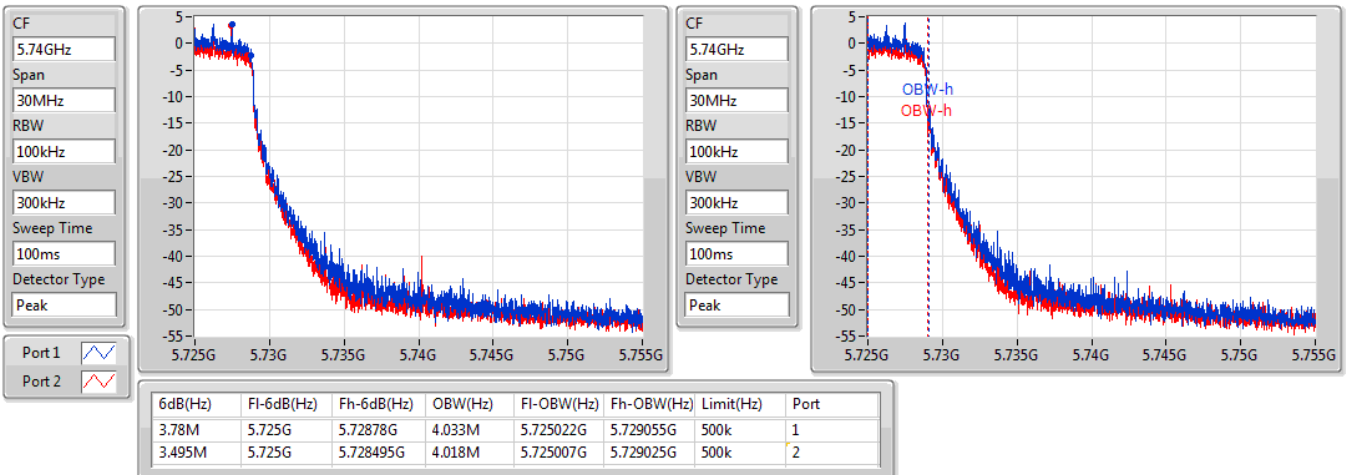 CF
5.74GHz
Span
30MHz
RBW
100kHz
VBW
300kHz
Sweep Time
100ms
Detector Type
Peak
Port 1
Port 2
5
0
-5
-10
-15
-20
-25
-30
-35
-40
-45
-50
-55
5.725G 5.73G 5.735G 5.74G 5.745G 5.75G 5.755G
CF
5.74GHz
Span
30MHz
RBW
100kHz
VBW
300kHz
Sweep Time
100ms
Detector Type
Peak
5
0
-5
-10
-15
-20
-25
-30
-35
-40
-45
-50
-55
OBW-h
OBW-h
5.725G 5.73G 5.735G 5.74G 5.745G 5.75G 5.755G
6dB(Hz) Fl-6dB(Hz) Fh-6dB(Hz) OBW(Hz) Fl-OBW(Hz) Fh-OBW(Hz) Limit(Hz) Port
3.78M 5.725G 5.72878G 4.033M 5.725022G 5.729055G 500k 1
3.495M 5.725G 5.728495G 4.018M 5.725007G 5.729025G 500k 2